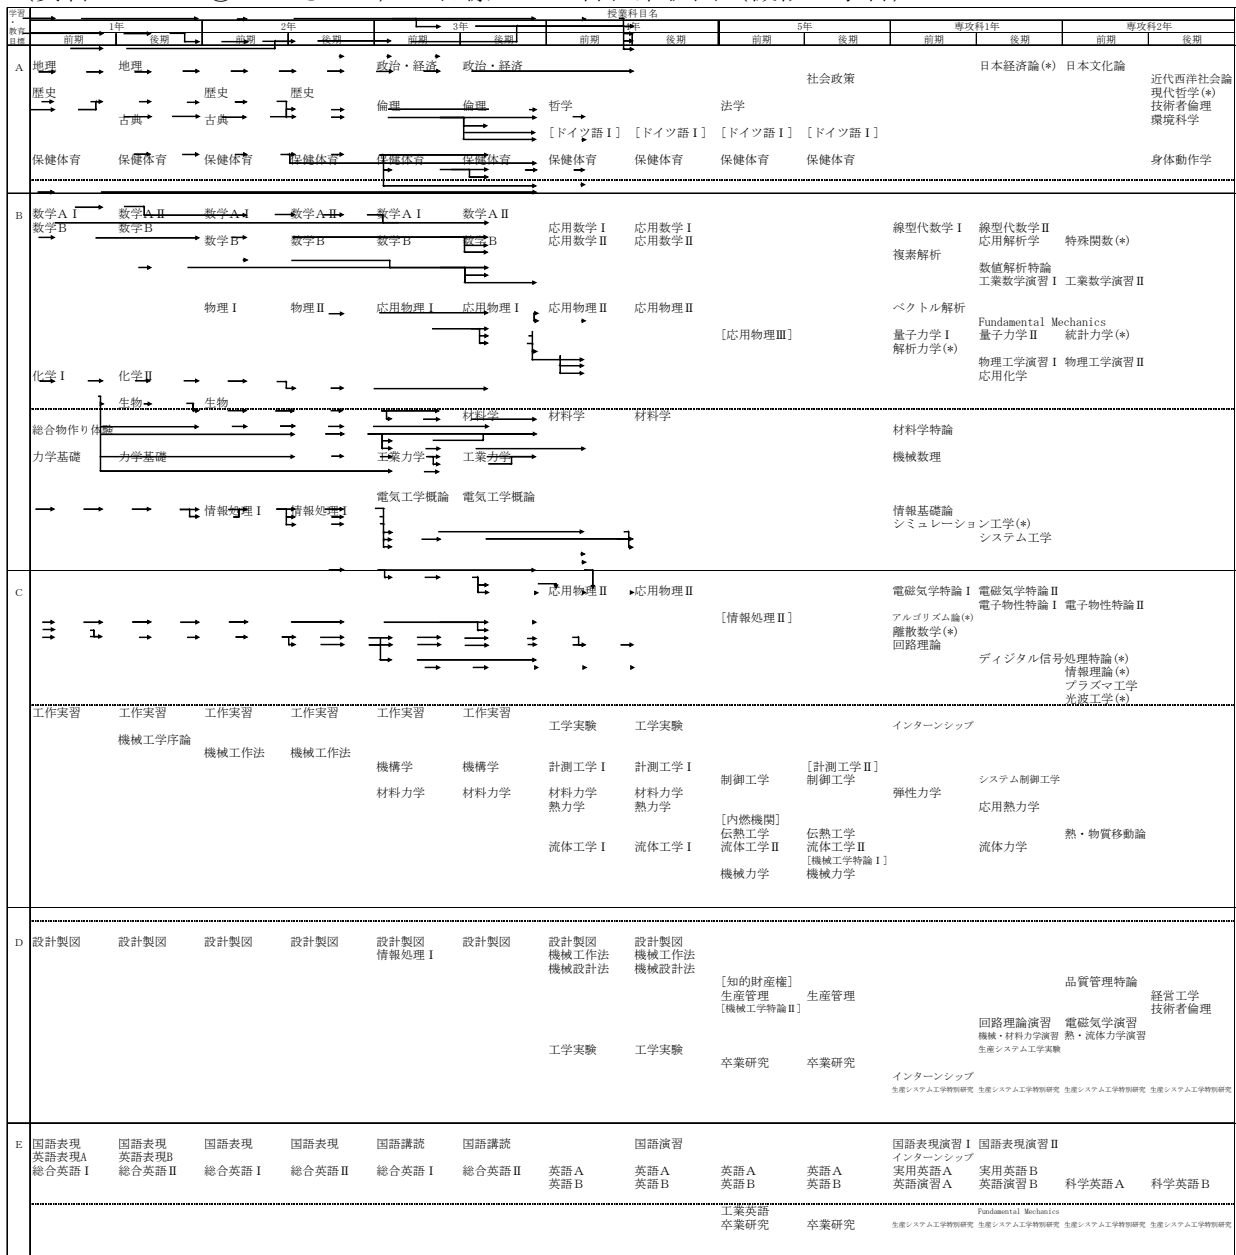 授業科目名
学習・教育目標 1年 2年 3年 4年 5年 専攻科1年 専攻科2年
前期 後期 前期 後期 前期 後期 前期 後期 前期 後期 前期 後期 前期 後期
A 地理 地理 政治・経済 政治・経済 日本経済論(*) 日本文化論
社会政策 近代西洋社会論
歴史 歴史 歴史 現代哲学(*)
倫理 倫理 哲学 法学 技術者倫理
古典 古典 環境科学
[ドイツ語Ⅰ] [ドイツ語Ⅰ] [ドイツ語Ⅰ] [ドイツ語Ⅰ]
保健体育 保健体育 保健体育 保健体育 保健体育 保健体育 保健体育 保健体育 保健体育 保健体育 身体動作学
B 数学AⅠ 数学AⅡ 数学AⅠ 数学AⅡ 数学AⅠ 数学AⅡ
数学B 数学B 応用数学Ⅰ 応用数学Ⅰ 線型代数学Ⅰ 線型代数学Ⅱ
数学B 数学B 数学B 数学B 応用数学Ⅱ 応用数学Ⅱ 応用解析学 特殊関数(*)
複素解析
数値解析特論
工業数学演習Ⅰ 工業数学演習Ⅱ
物理Ⅰ 物理Ⅱ 応用物理Ⅰ 応用物理Ⅰ 応用物理Ⅱ 応用物理Ⅱ ベクトル解析
Fundamental Mechanics
[応用物理Ⅲ] 量子力学Ⅰ 量子力学Ⅱ 統計力学(*)
解析力学(*)
物理工学演習Ⅰ 物理工学演習Ⅱ
化学Ⅰ 化学Ⅱ 応用化学
生物 生物
材料学 材料学 材料学
総合物作り体験 材料学特論
力学基礎 力学基礎 工業力学 工業力学 機械数理
電気工学概論 電気工学概論
情報処理Ⅰ 情報処理Ⅰ 情報基礎論
シミュレーション工学(*)
システム工学
C 応用物理Ⅱ 応用物理Ⅱ 電磁気学特論Ⅰ 電磁気学特論Ⅱ
電子物性特論Ⅰ 電子物性特論Ⅱ
[情報処理Ⅱ] アルゴリズム論(*)
離散数学(*)
回路理論
ディジタル信号処理特論(*)
情報理論(*)
プラズマ工学
光波工学(*)
工作実習 工作実習 工作実習 工作実習 工作実習 工作実習
工学実験 工学実験 インターンシップ
機械工学序論
機械工作法 機械工作法
機構学 機構学 計測工学Ⅰ 計測工学Ⅰ [計測工学Ⅱ]
制御工学 制御工学 システム制御工学
材料力学 材料力学 材料力学 材料力学 弾性力学
熱力学 熱力学 応用熱力学
[内燃機関]
伝熱工学 伝熱工学 熱・物質移動論
流体工学Ⅰ 流体工学Ⅰ 流体工学Ⅱ 流体工学Ⅱ 流体力学
[機械工学特論Ⅰ]
機械力学 機械力学
D 設計製図 設計製図 設計製図 設計製図 設計製図 設計製図 設計製図 設計製図
情報処理Ⅰ 機械工作法 機械工作法
機械設計法 機械設計法
[知的財産権] 品質管理特論
生産管理 生産管理 経営工学
[機械工学特論Ⅱ] 技術者倫理
回路理論演習 電磁気学演習
機械・材料力学演習 熱・流体力学演習
工学実験 工学実験 生産システム工学実験
卒業研究 卒業研究
インターンシップ
生産システム工学特別研究 生産システム工学特別研究 生産システム工学特別研究 生産システム工学特別研究
E 国語表現 国語表現 国語表現 国語表現 国語講読 国語講読 国語演習 国語表現演習Ⅰ 国語表現演習Ⅱ
英語表現A 英語表現B インターンシップ
総合英語Ⅰ 総合英語Ⅱ 総合英語Ⅰ 総合英語Ⅱ 総合英語Ⅰ 総合英語Ⅱ 英語A 英語A 英語A 英語A 実用英語A 実用英語B
英語B 英語B 英語B 英語B 英語演習A 英語演習B 科学英語A 科学英語B
工業英語 Fundamental Mechanics
卒業研究 卒業研究 生産システム工学特別研究 生産システム工学特別研究 生産システム工学特別研究 生産システム工学特別研究